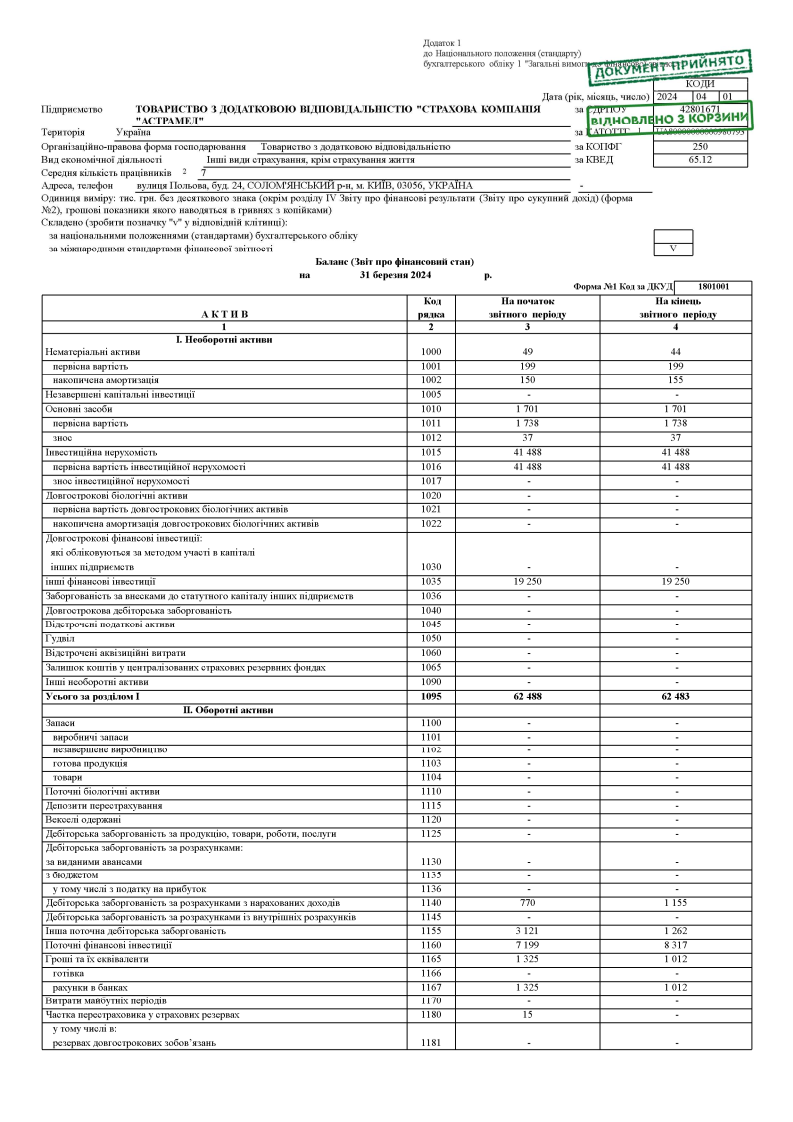 Додаток 1
до Національного положення (стандарту)
бухгалтерського обліку 1 "Загальні вимоги до фінансової
ДОКУМЕНТ ПРИЙНЯТО
КОДИ
Дата (рік, місяць, число) 2024 04 01
Підприємство ТОВАРИСТВО З ДОДАТКОВОЮ ВІДПОВІДАЛЬНІСТЮ "СТРАХОВА КОМПАНІЯ за ЄДРПОУ 42801671
"АСТРАМЕЛ"
ВІДНОВЛЕНО З КОРЗИНИ
Територія Україна за КАТОТТГ 1
Організаційно-правова форма господарювання Товариство з додатковою відповідальністю за КОПФГ 250
Вид економічної діяльності Інші види страхування, крім страхування життя за КВЕД 65.12
Середня кількість працівників 2 7
Адреса, телефон вулиця Польова, буд. 24, СОЛОМ'ЯНСЬКИЙ р-н, м. КИЇВ, 03056, УКРАЇНА -
Одиниця виміру: тис. грн. без десяткового знака (окрім розділу IV Звіту про фінансові результати (Звіту про сукупний дохід) (форма
№2), грошові показники якого наводяться в гривнях з копійками)
Складено (зробити позначку "v" у відповідній клітинці):
за національними положеннями (стандартами) бухгалтерського обліку
за міжнародними стандартами фінансової звітності V
Баланс (Звіт про фінансовий стан)
на 31 березня 2024 р.
Форма №1 Код за ДКУД 1801001
А К Т И В Код рядка На початок звітного періоду На кінець звітного періоду
1 2 3 4
I. Необоротні активи
Нематеріальні активи 1000 49 44
первісна вартість 1001 199 199
накопичена амортизація 1002 150 155
Незавершені капітальні інвестиції 1005 - -
Основні засоби 1010 1 701 1 701
первісна вартість 1011 1 738 1 738
знос 1012 37 37
Інвестиційна нерухомість 1015 41 488 41 488
первісна вартість інвестиційної нерухомості 1016 41 488 41 488
знос інвестиційної нерухомості 1017 - -
Довгострокові біологічні активи 1020 - -
первісна вартість довгострокових біологічних активів 1021 - -
накопичена амортизація довгострокових біологічних активів 1022 - -
Довгострокові фінансові інвестиції:
які обліковуються за методом участі в капіталі
інших підприємств 1030 - -
інші фінансові інвестиції 1035 19 250 19 250
Заборгованість за внесками до статутного капіталу інших підприємств 1036 - -
Довгострокова дебіторська заборгованість 1040 - -
Відстрочені податкові активи 1045 - -
Гудвіл 1050 - -
Відстрочені аквізиційні витрати 1060 - -
Залишок коштів у централізованих страхових резервних фондах 1065 - -
Інші необоротні активи 1090 - -
Усього за розділом I 1095 62 488 62 483
II. Оборотні активи
Запаси 1100 - -
виробничі запаси 1101 - -
незавершене виробництво 1102 - -
готова продукція 1103 - -
товари 1104 - -
Поточні біологічні активи 1110 - -
Депозити перестрахування 1115 - -
Векселі одержані 1120 - -
Дебіторська заборгованість за продукцію, товари, роботи, послуги 1125 - -
Дебіторська заборгованість за розрахунками:
за виданими авансами 1130 - -
з бюджетом 1135 - -
у тому числі з податку на прибуток 1136 - -
Дебіторська заборгованість за розрахунками з нарахованих доходів 1140 770 1 155
Дебіторська заборгованість за розрахунками із внутрішніх розрахунків 1145 - -
Інша поточна дебіторська заборгованість 1155 3 121 1 262
Поточні фінансові інвестиції 1160 7 199 8 317
Гроші та їх еквіваленти 1165 1 325 1 012
готівка 1166 - -
рахунки в банках 1167 1 325 1 012
Витрати майбутніх періодів 1170 - -
Частка перестраховика у страхових резервах 1180 15 -
у тому числі в:
резервах довгострокових зобов’язань 1181 - -